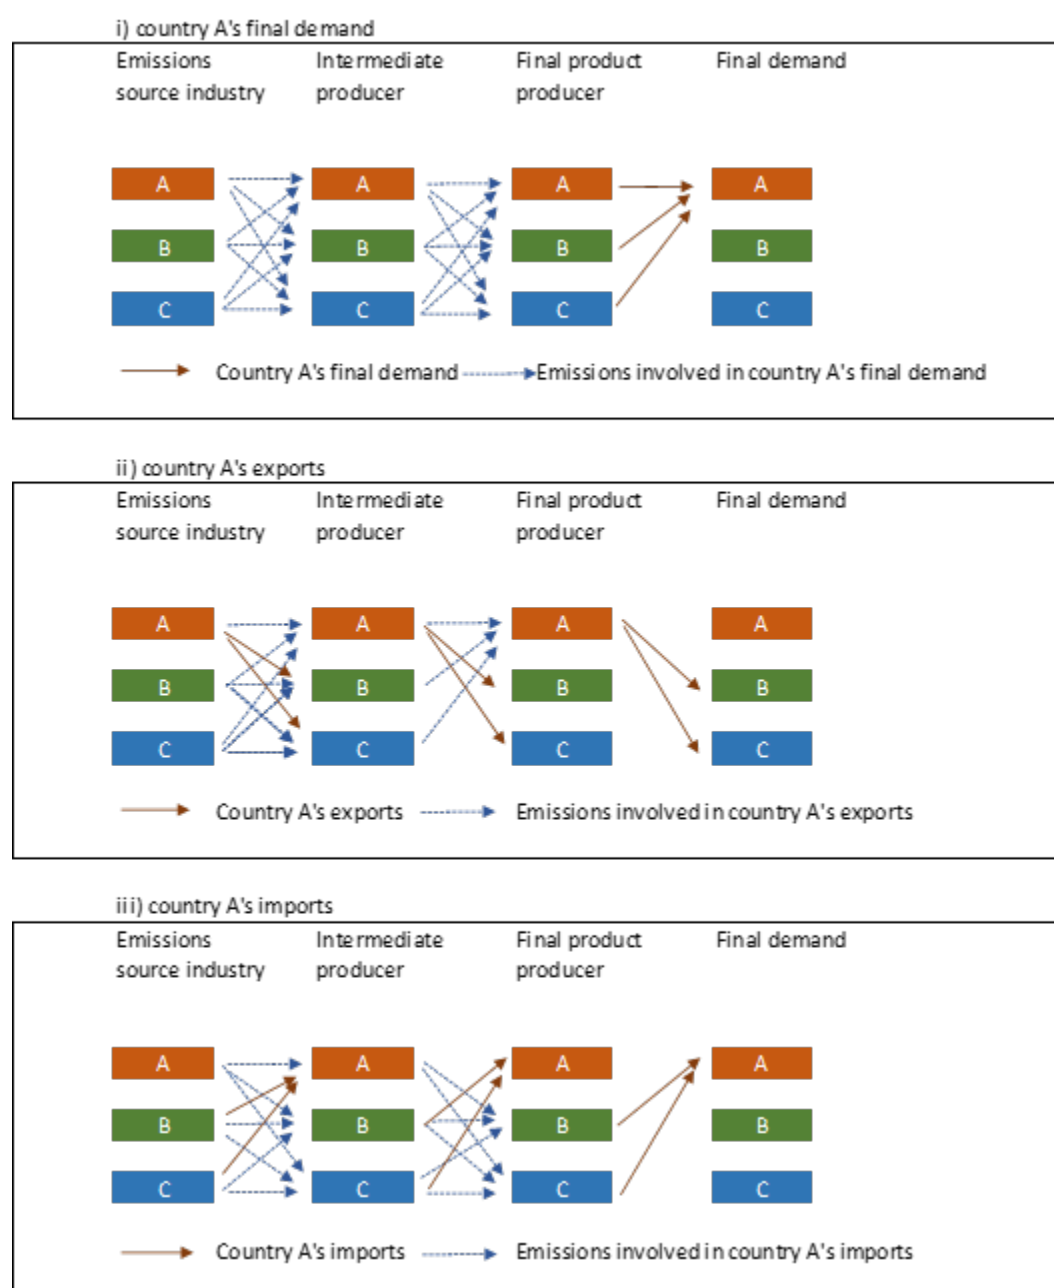 i) country A's final demand
Emissions source industry
Intermediate producer
Final product producer
Final demand
A A A A
B B B B
C C C C
Country A's final demand Emissions involved in country A's final demand
ii) country A's exports
Emissions source industry
Intermediate producer
Final product producer
Final demand
A A A A
B B B B
C C C C
Country A's exports Emissions involved in country A's exports
iii) country A's imports
Emissions source industry
Intermediate producer
Final product producer
Final demand
A A A A
B B B B
C C C C
Country A's imports Emissions involved in country A's imports